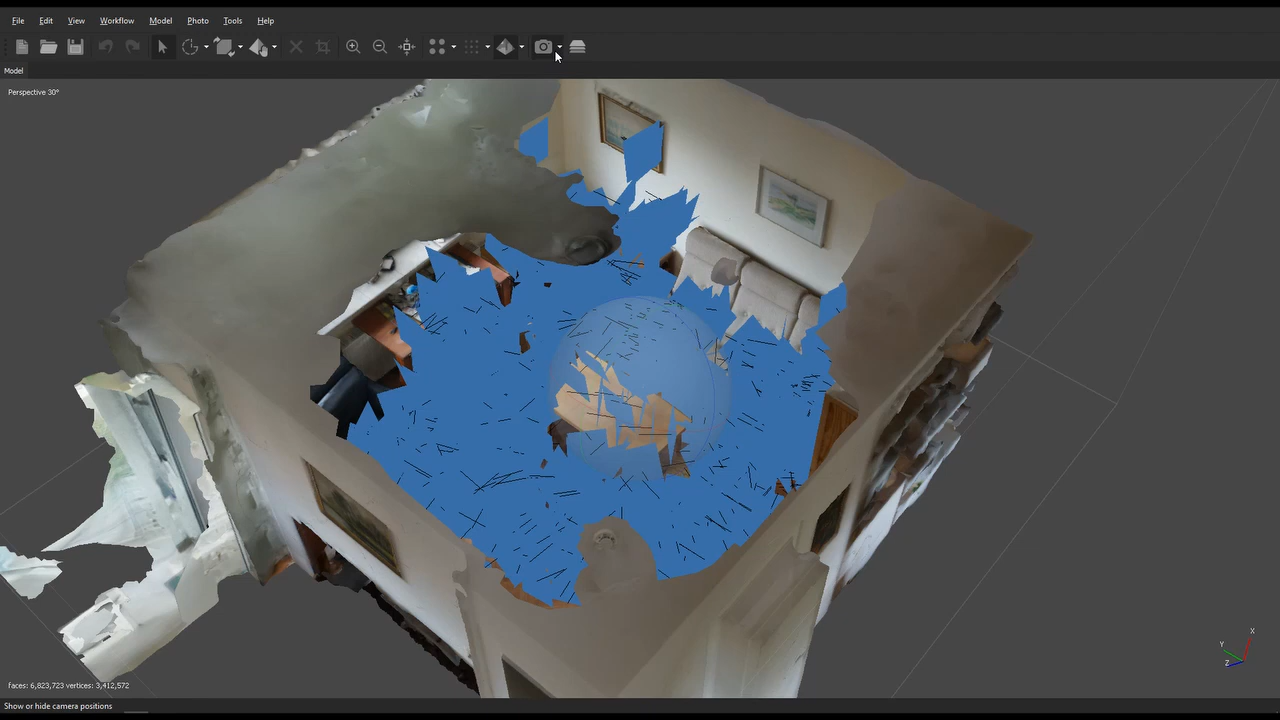 File Edit View Workflow Model Photo Tools Help
Model
Perspective 30°
X
Y
Z
faces: 6,823,723 vertices: 3,412,572
Show or hide camera positions